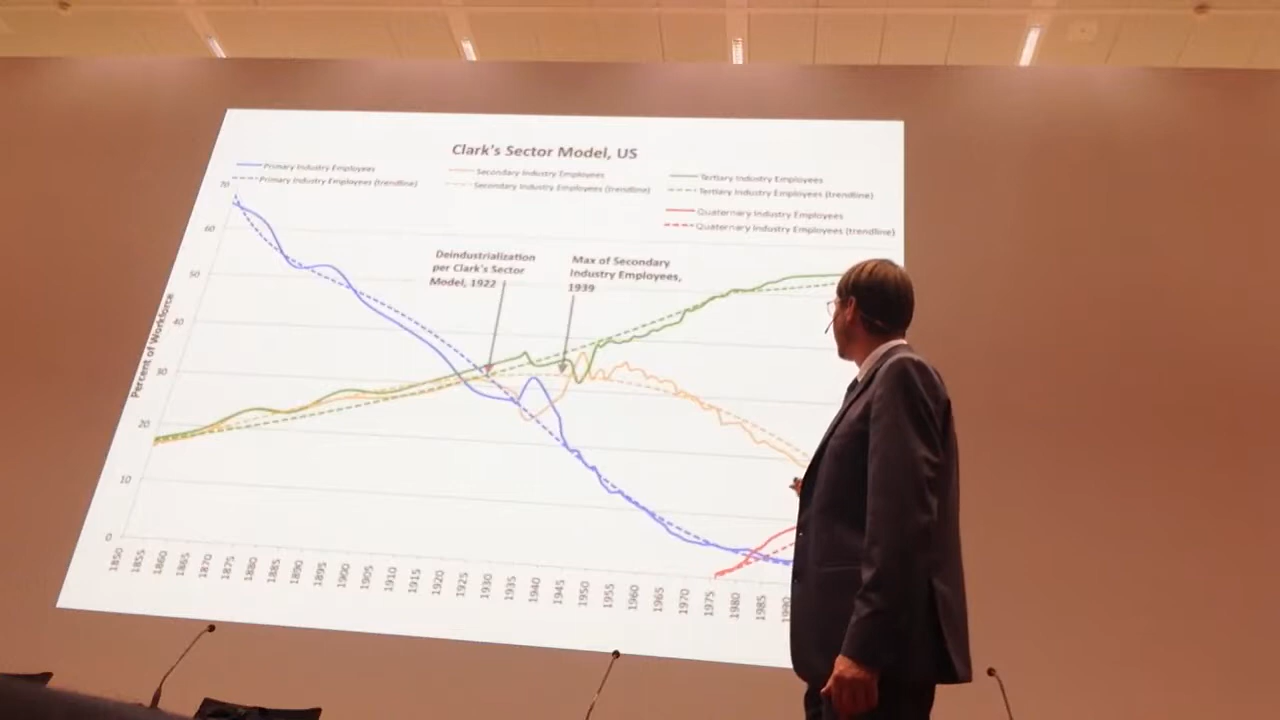 Clark's Sector Model, US
Primary Industry Employees
Primary Industry Employees (trendline)
Secondary Industry Employees
Secondary Industry Employees (trendline)
Tertiary Industry Employees
Tertiary Industry Employees (trendline)
Quaternary Industry Employees
Quaternary Industry Employees (trendline)
Deindustrialization
per Clark's Sector
Model, 1922
Max of Secondary
Industry Employees,
1939
Percent of Workforce
70
60
50
40
30
20
10
0
1850 1855 1860 1865 1870 1875 1880 1885 1890 1895 1900 1905 1910 1915 1920 1925 1930 1935 1940 1945 1950 1955 1960 1965 1970 1975 1980 1985 1990